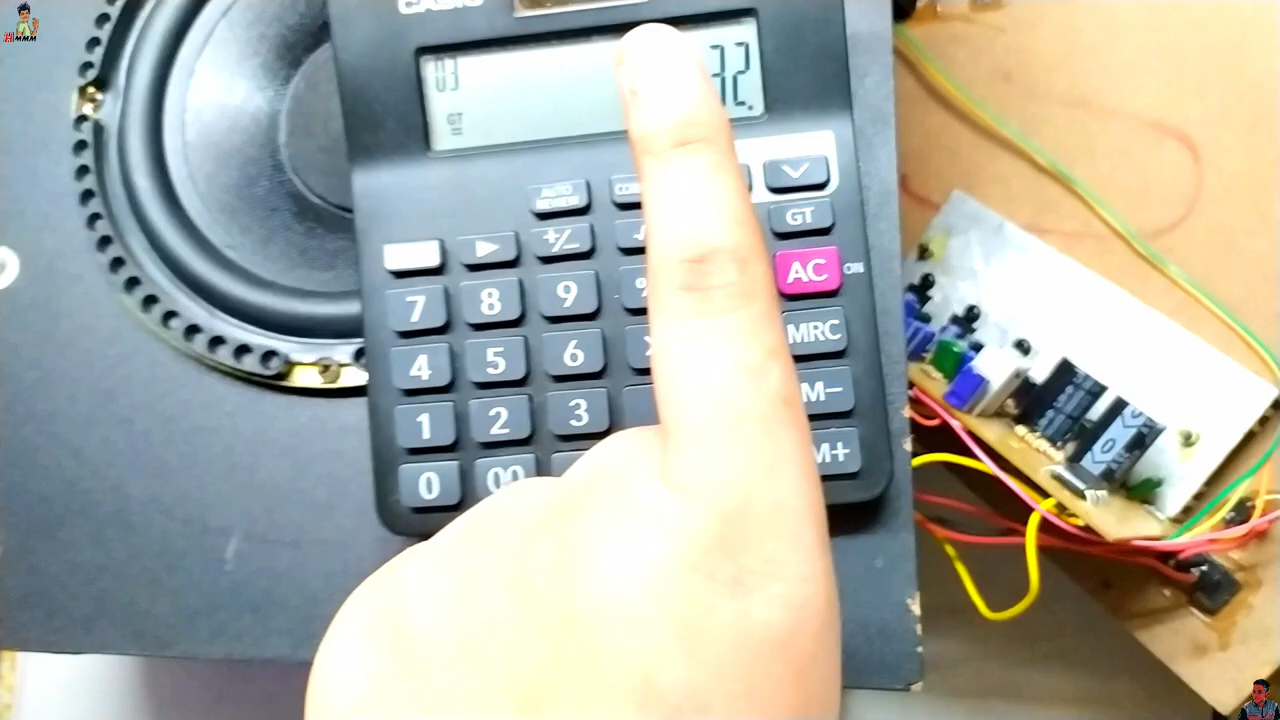 HIMMM
CASIO
03 32.
GT
=
AUTO REVIEW
GT
+/-
AC ON
7 8 9
MRC
4 5 6
M−
1 2 3
M+
0 00